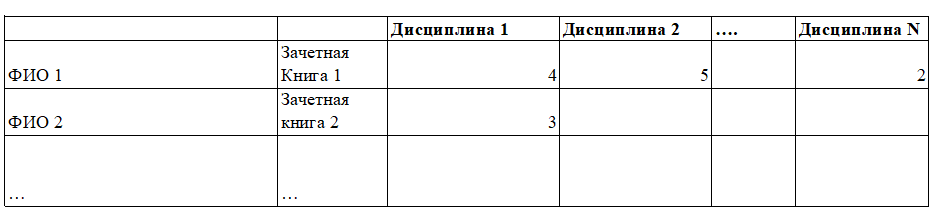 Дисциплина 1 Дисциплина 2 …. Дисциплина N
Зачетная
ФИО 1 Книга 1 4 5 2
Зачетная
ФИО 2 книга 2 3
… …